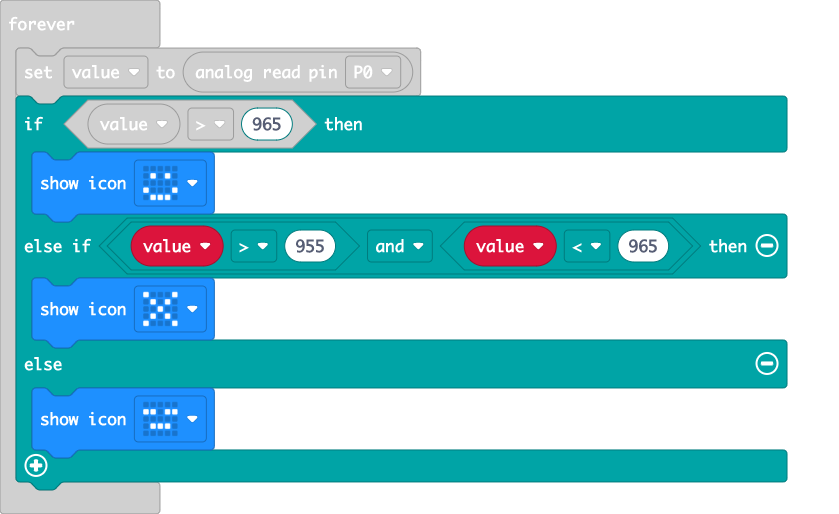 forever
set value to analog read pin P0
if value > 965 then
show icon
else if value > 955 and value < 965 then
show icon
else
show icon